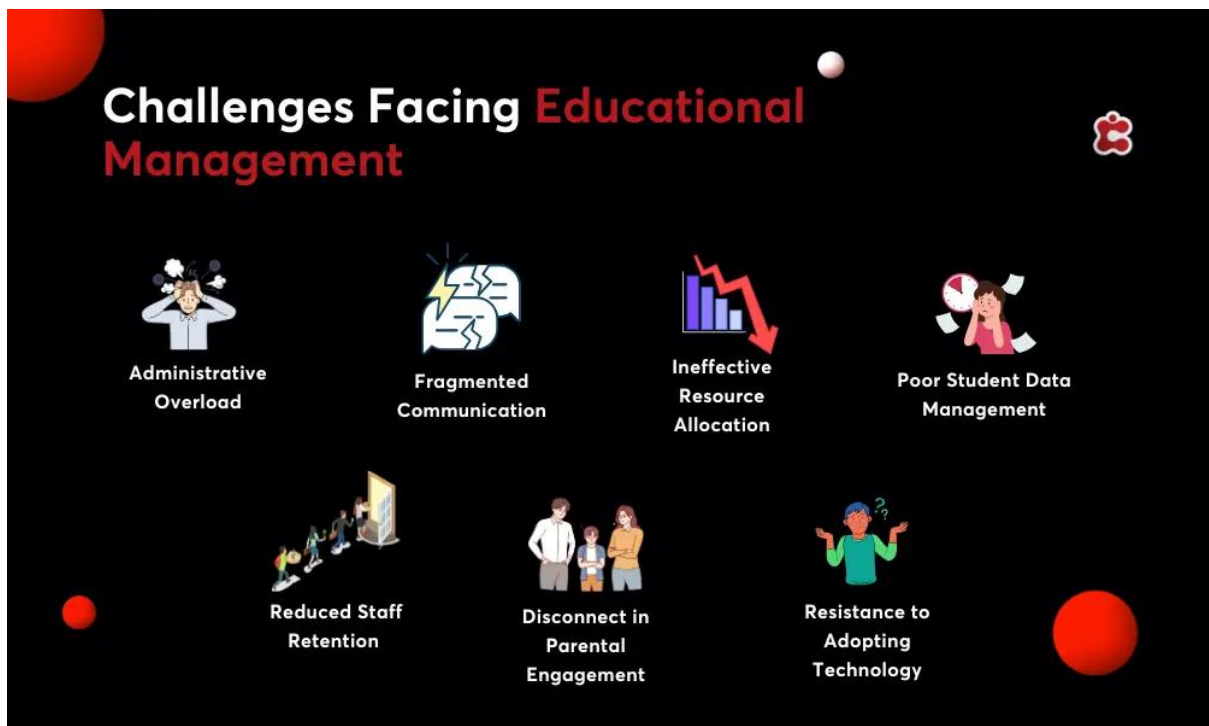 Challenges Facing Educational
Management
Administrative
Overload
Fragmented
Communication
Ineffective
Resource
Allocation
Poor Student Data
Management
Reduced Staff
Retention
Disconnect in
Parental
Engagement
Resistance to
Adopting
Technology